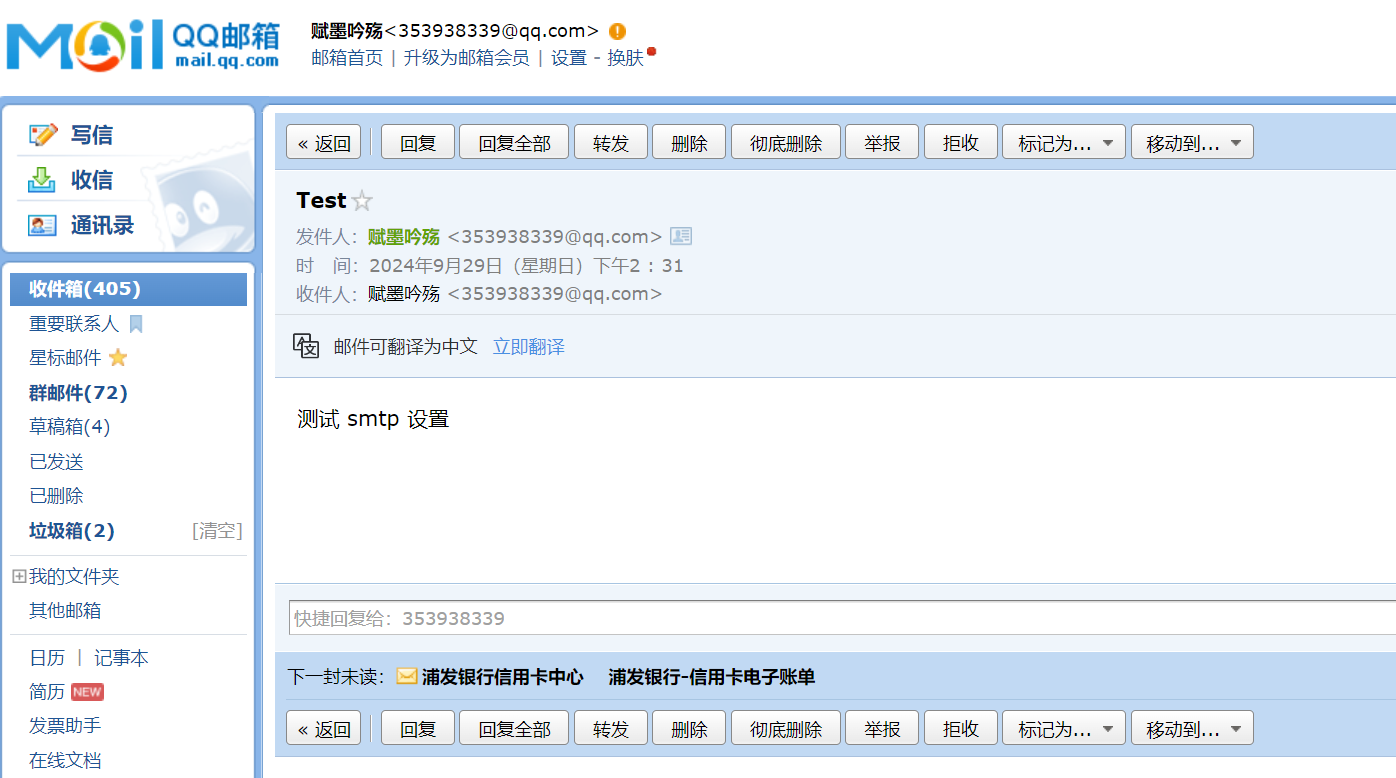 Mail QQ邮箱
mail.qq.com
赋墨吟殇<353938339@qq.com>
邮箱首页 | 升级为邮箱会员 | 设置 - 换肤
写信
收信
通讯录
收件箱(405)
重要联系人
星标邮件
群邮件(72)
草稿箱(4)
已发送
已删除
垃圾箱(2) [清空]
我的文件夹
其他邮箱
日历 | 记事本
简历 NEW
发票助手
在线文档
« 返回 回复 回复全部 转发 删除 彻底删除 举报 拒收 标记为... 移动到...
Test
发件人：赋墨吟殇 <353938339@qq.com>
时 间：2024年9月29日（星期日）下午2：31
收件人：赋墨吟殇 <353938339@qq.com>
邮件可翻译为中文 立即翻译
测试 smtp 设置
快捷回复给：353938339
下一封未读： 浦发银行信用卡中心 浦发银行-信用卡电子账单
« 返回 回复 回复全部 转发 删除 彻底删除 举报 拒收 标记为... 移动到...